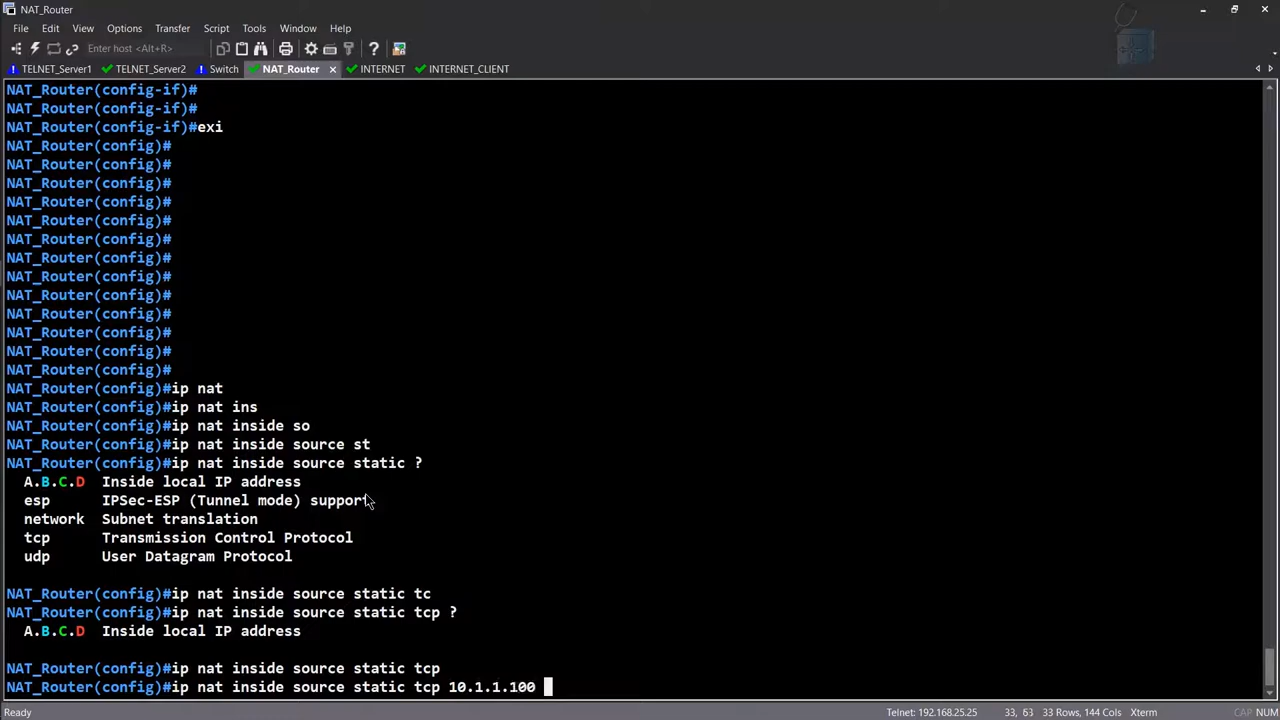 NAT_Router
File Edit View Options Transfer Script Tools Window Help
Enter host <Alt+R>
TELNET_Server1 TELNET_Server2 Switch NAT_Router INTERNET INTERNET_CLIENT
NAT_Router(config-if)#
NAT_Router(config-if)#
NAT_Router(config-if)#exi
NAT_Router(config)#
NAT_Router(config)#
NAT_Router(config)#
NAT_Router(config)#
NAT_Router(config)#
NAT_Router(config)#
NAT_Router(config)#
NAT_Router(config)#
NAT_Router(config)#
NAT_Router(config)#
NAT_Router(config)#
NAT_Router(config)#
NAT_Router(config)#
NAT_Router(config)#ip nat
NAT_Router(config)#ip nat ins
NAT_Router(config)#ip nat inside so
NAT_Router(config)#ip nat inside source st
NAT_Router(config)#ip nat inside source static ?
A.B.C.D Inside local IP address
esp IPSec-ESP (Tunnel mode) support
network Subnet translation
tcp Transmission Control Protocol
udp User Datagram Protocol
NAT_Router(config)#ip nat inside source static tc
NAT_Router(config)#ip nat inside source static tcp ?
A.B.C.D Inside local IP address
NAT_Router(config)#ip nat inside source static tcp
NAT_Router(config)#ip nat inside source static tcp 10.1.1.100
Ready Telnet: 192.168.25.25 33, 63 33 Rows, 144 Cols Xterm CAP NUM